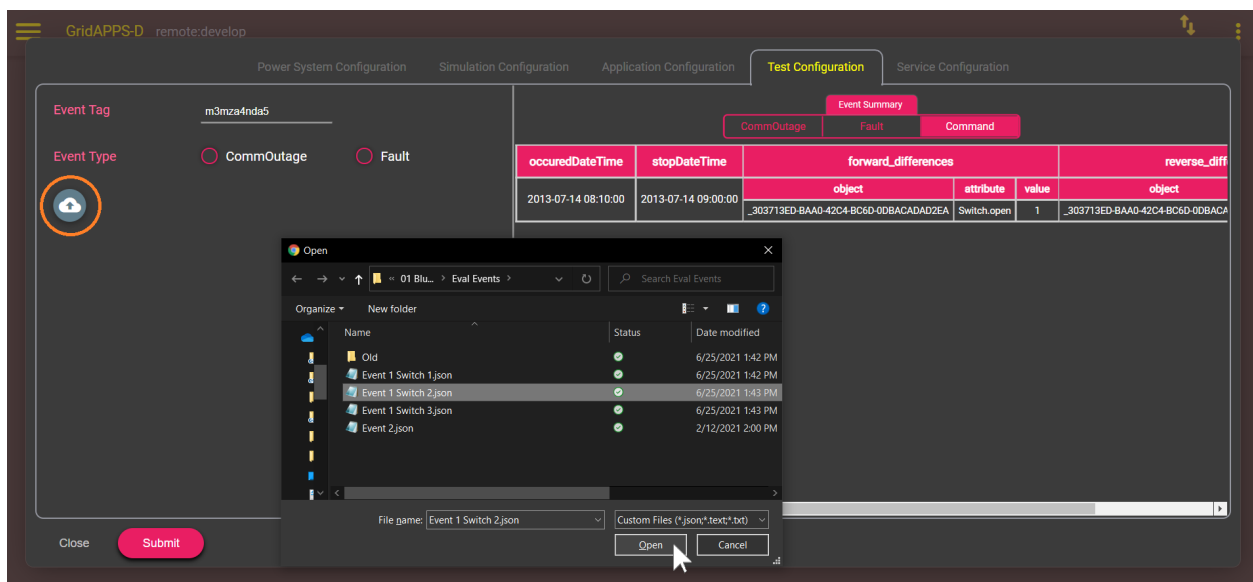 GridAPPS-D remote:develop
Power System Configuration Simulation Configuration Application Configuration Test Configuration Service Configuration
Event Tag m3mza4nda5
Event Type CommOutage Fault
Event Summary
CommOutage Fault Command
occuredDateTime stopDateTime forward_differences reverse_diff
object attribute value object
2013-07-14 08:10:00 2013-07-14 09:00:00 _303713ED-BAA0-42C4-BC6D-0DBACADAD2EA Switch.open 1 _303713ED-BAA0-42C4-BC6D-0DBACA
Open
« 01 Blu... > Eval Events > Search Eval Events
Organize New folder
Name Status Date modified
Old 6/25/2021 1:42 PM
Event 1 Switch 1.json 6/25/2021 1:42 PM
Event 1 Switch 2.json 6/25/2021 1:43 PM
Event 1 Switch 3.json 6/25/2021 1:43 PM
Event 2.json 2/12/2021 2:00 PM
File name: Event 1 Switch 2.json Custom Files (*.json;*.text;*.txt)
Open Cancel
Close Submit